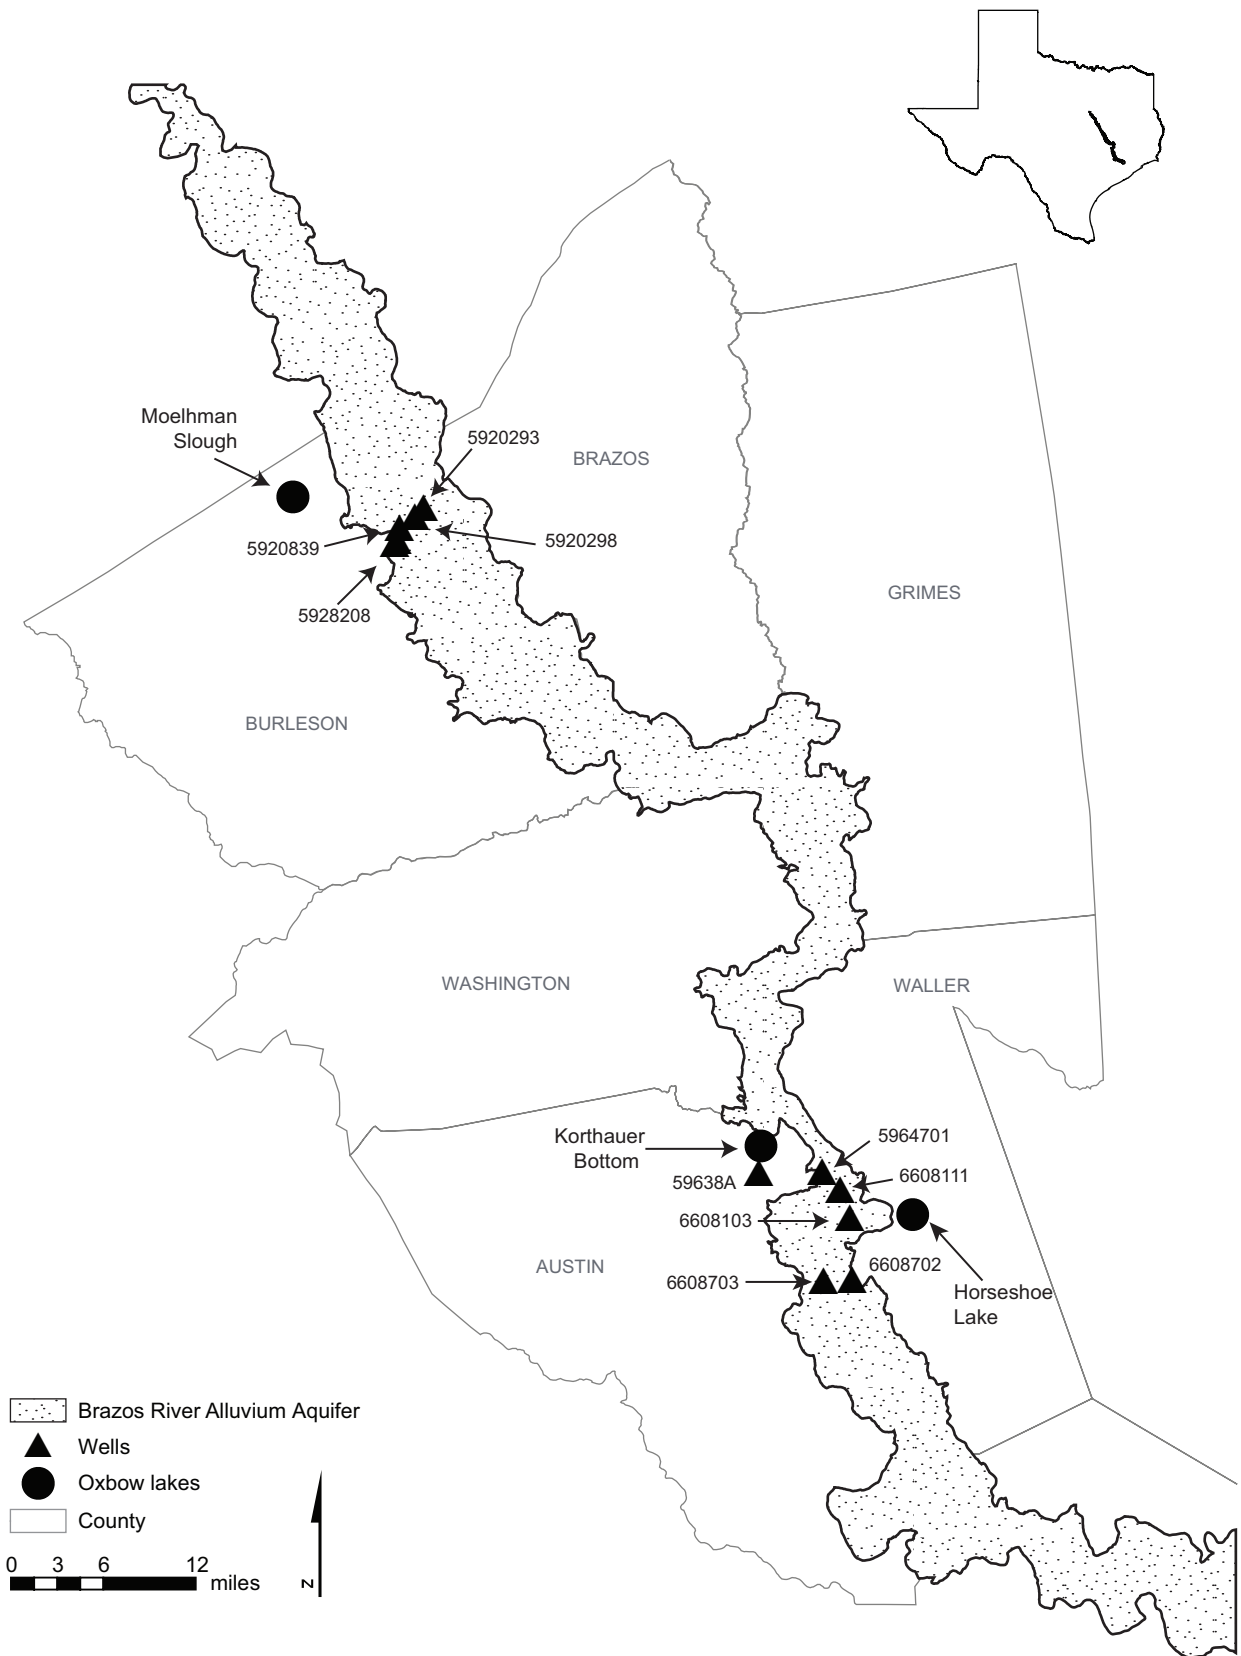 Moelhman
Slough
5920293
BRAZOS
5920839
5920298
GRIMES
5928208
BURLESON
WASHINGTON
WALLER
Korthauer
Bottom
5964701
59638A
6608111
6608103
AUSTIN
6608702
6608703
Horseshoe
Lake
Brazos River Alluvium Aquifer
Wells
Oxbow lakes
County
0 3 6 12
miles
N